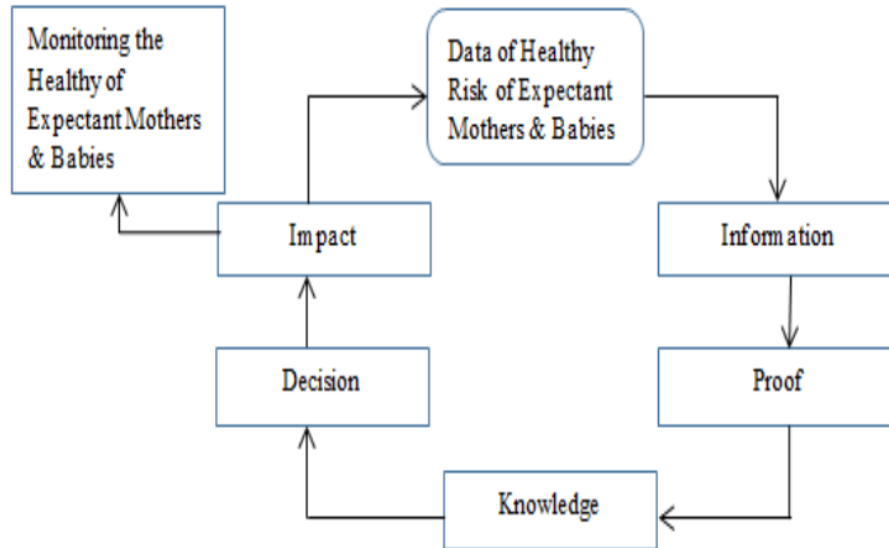 Monitoring the
Healthy of
Expectant Mothers
& Babies
Data of Healthy
Risk of Expectant
Mothers & Babies
Impact
Information
Decision
Proof
Knowledge